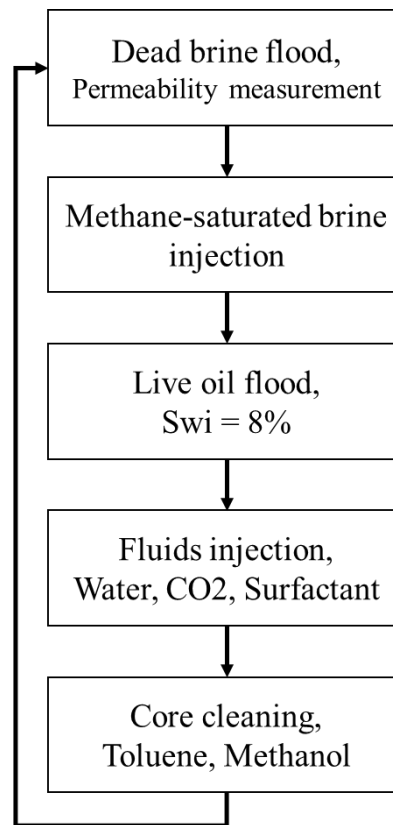 Dead brine flood,
Permeability measurement
Methane-saturated brine
injection
Live oil flood,
Swi = 8%
Fluids injection,
Water, CO2, Surfactant
Core cleaning,
Toluene, Methanol